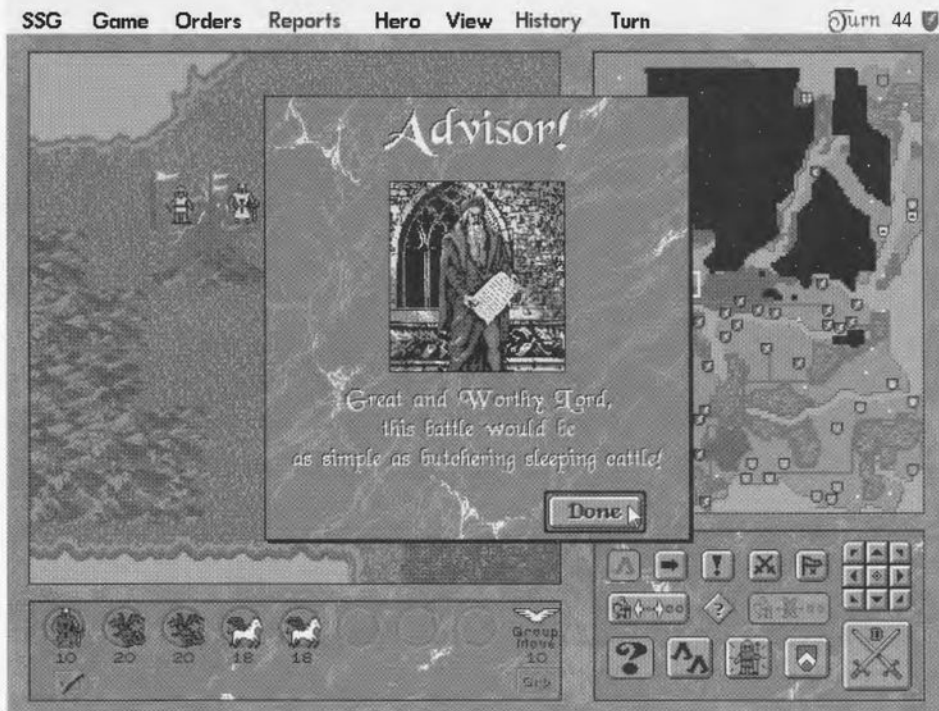 SSG Game Orders Reports Hero View History Turn Turn 44
Advisor!
Great and Worthy Lord,
this battle would be
as simple as butchering sleeping cattle!
Done
10 20 20 18 18
Group
Move
10
Grp
D